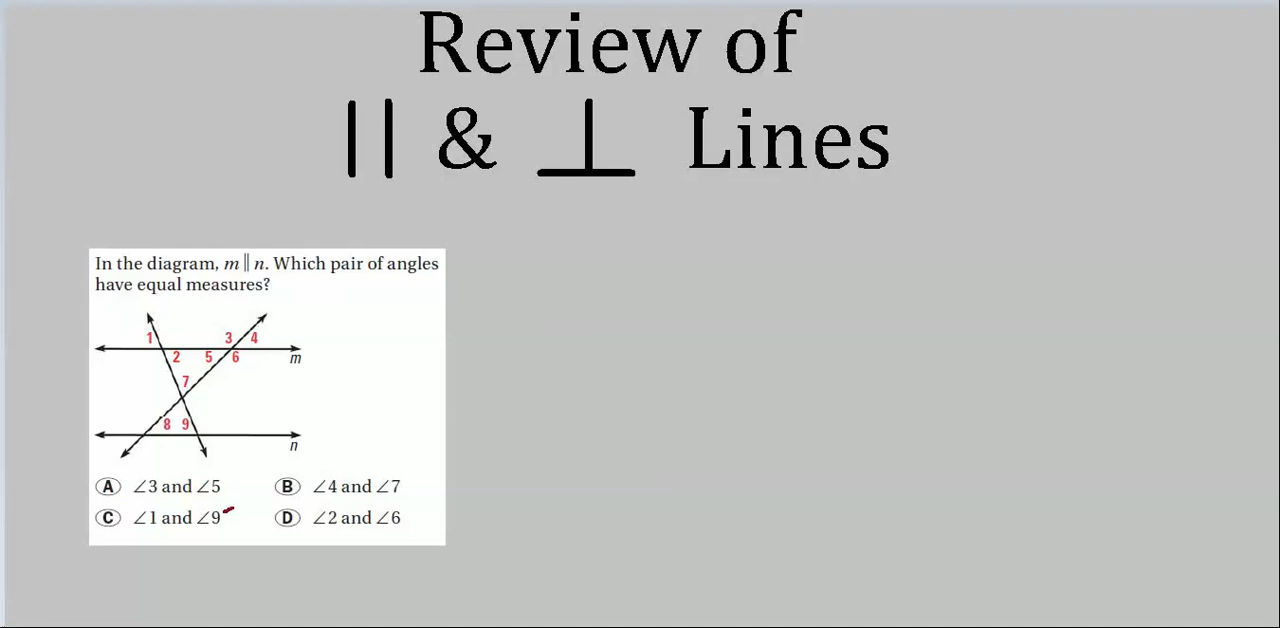 Review of
|| & ⊥ Lines
In the diagram, m || n. Which pair of angles
have equal measures?
1 3 4
2 5 6 m
7
8 9
n
A ∠3 and ∠5 B ∠4 and ∠7
C ∠1 and ∠9 D ∠2 and ∠6